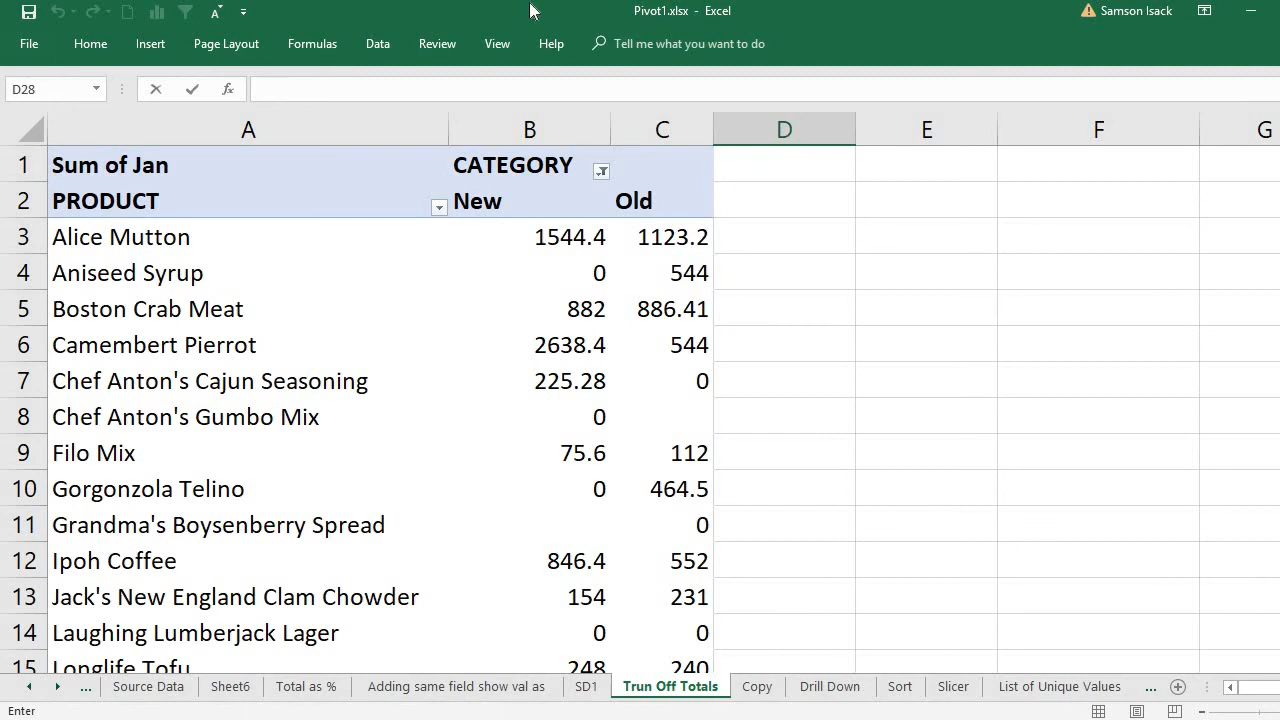 Pivot1.xlsx - Excel
Samson Isack
File Home Insert Page Layout Formulas Data Review View Help Tell me what you want to do
D28 fx
A B C D E F G
1 Sum of Jan CATEGORY
2 PRODUCT New Old
3 Alice Mutton 1544.4 1123.2
4 Aniseed Syrup 0 544
5 Boston Crab Meat 882 886.41
6 Camembert Pierrot 2638.4 544
7 Chef Anton's Cajun Seasoning 225.28 0
8 Chef Anton's Gumbo Mix 0
9 Filo Mix 75.6 112
10 Gorgonzola Telino 0 464.5
11 Grandma's Boysenberry Spread 0
12 Ipoh Coffee 846.4 552
13 Jack's New England Clam Chowder 154 231
14 Laughing Lumberjack Lager 0 0
15 Longlife Tofu 248 240
... Source Data Sheet6 Total as % Adding same field show val as SD1 Trun Off Totals Copy Drill Down Sort Slicer List of Unique Values ...
Enter